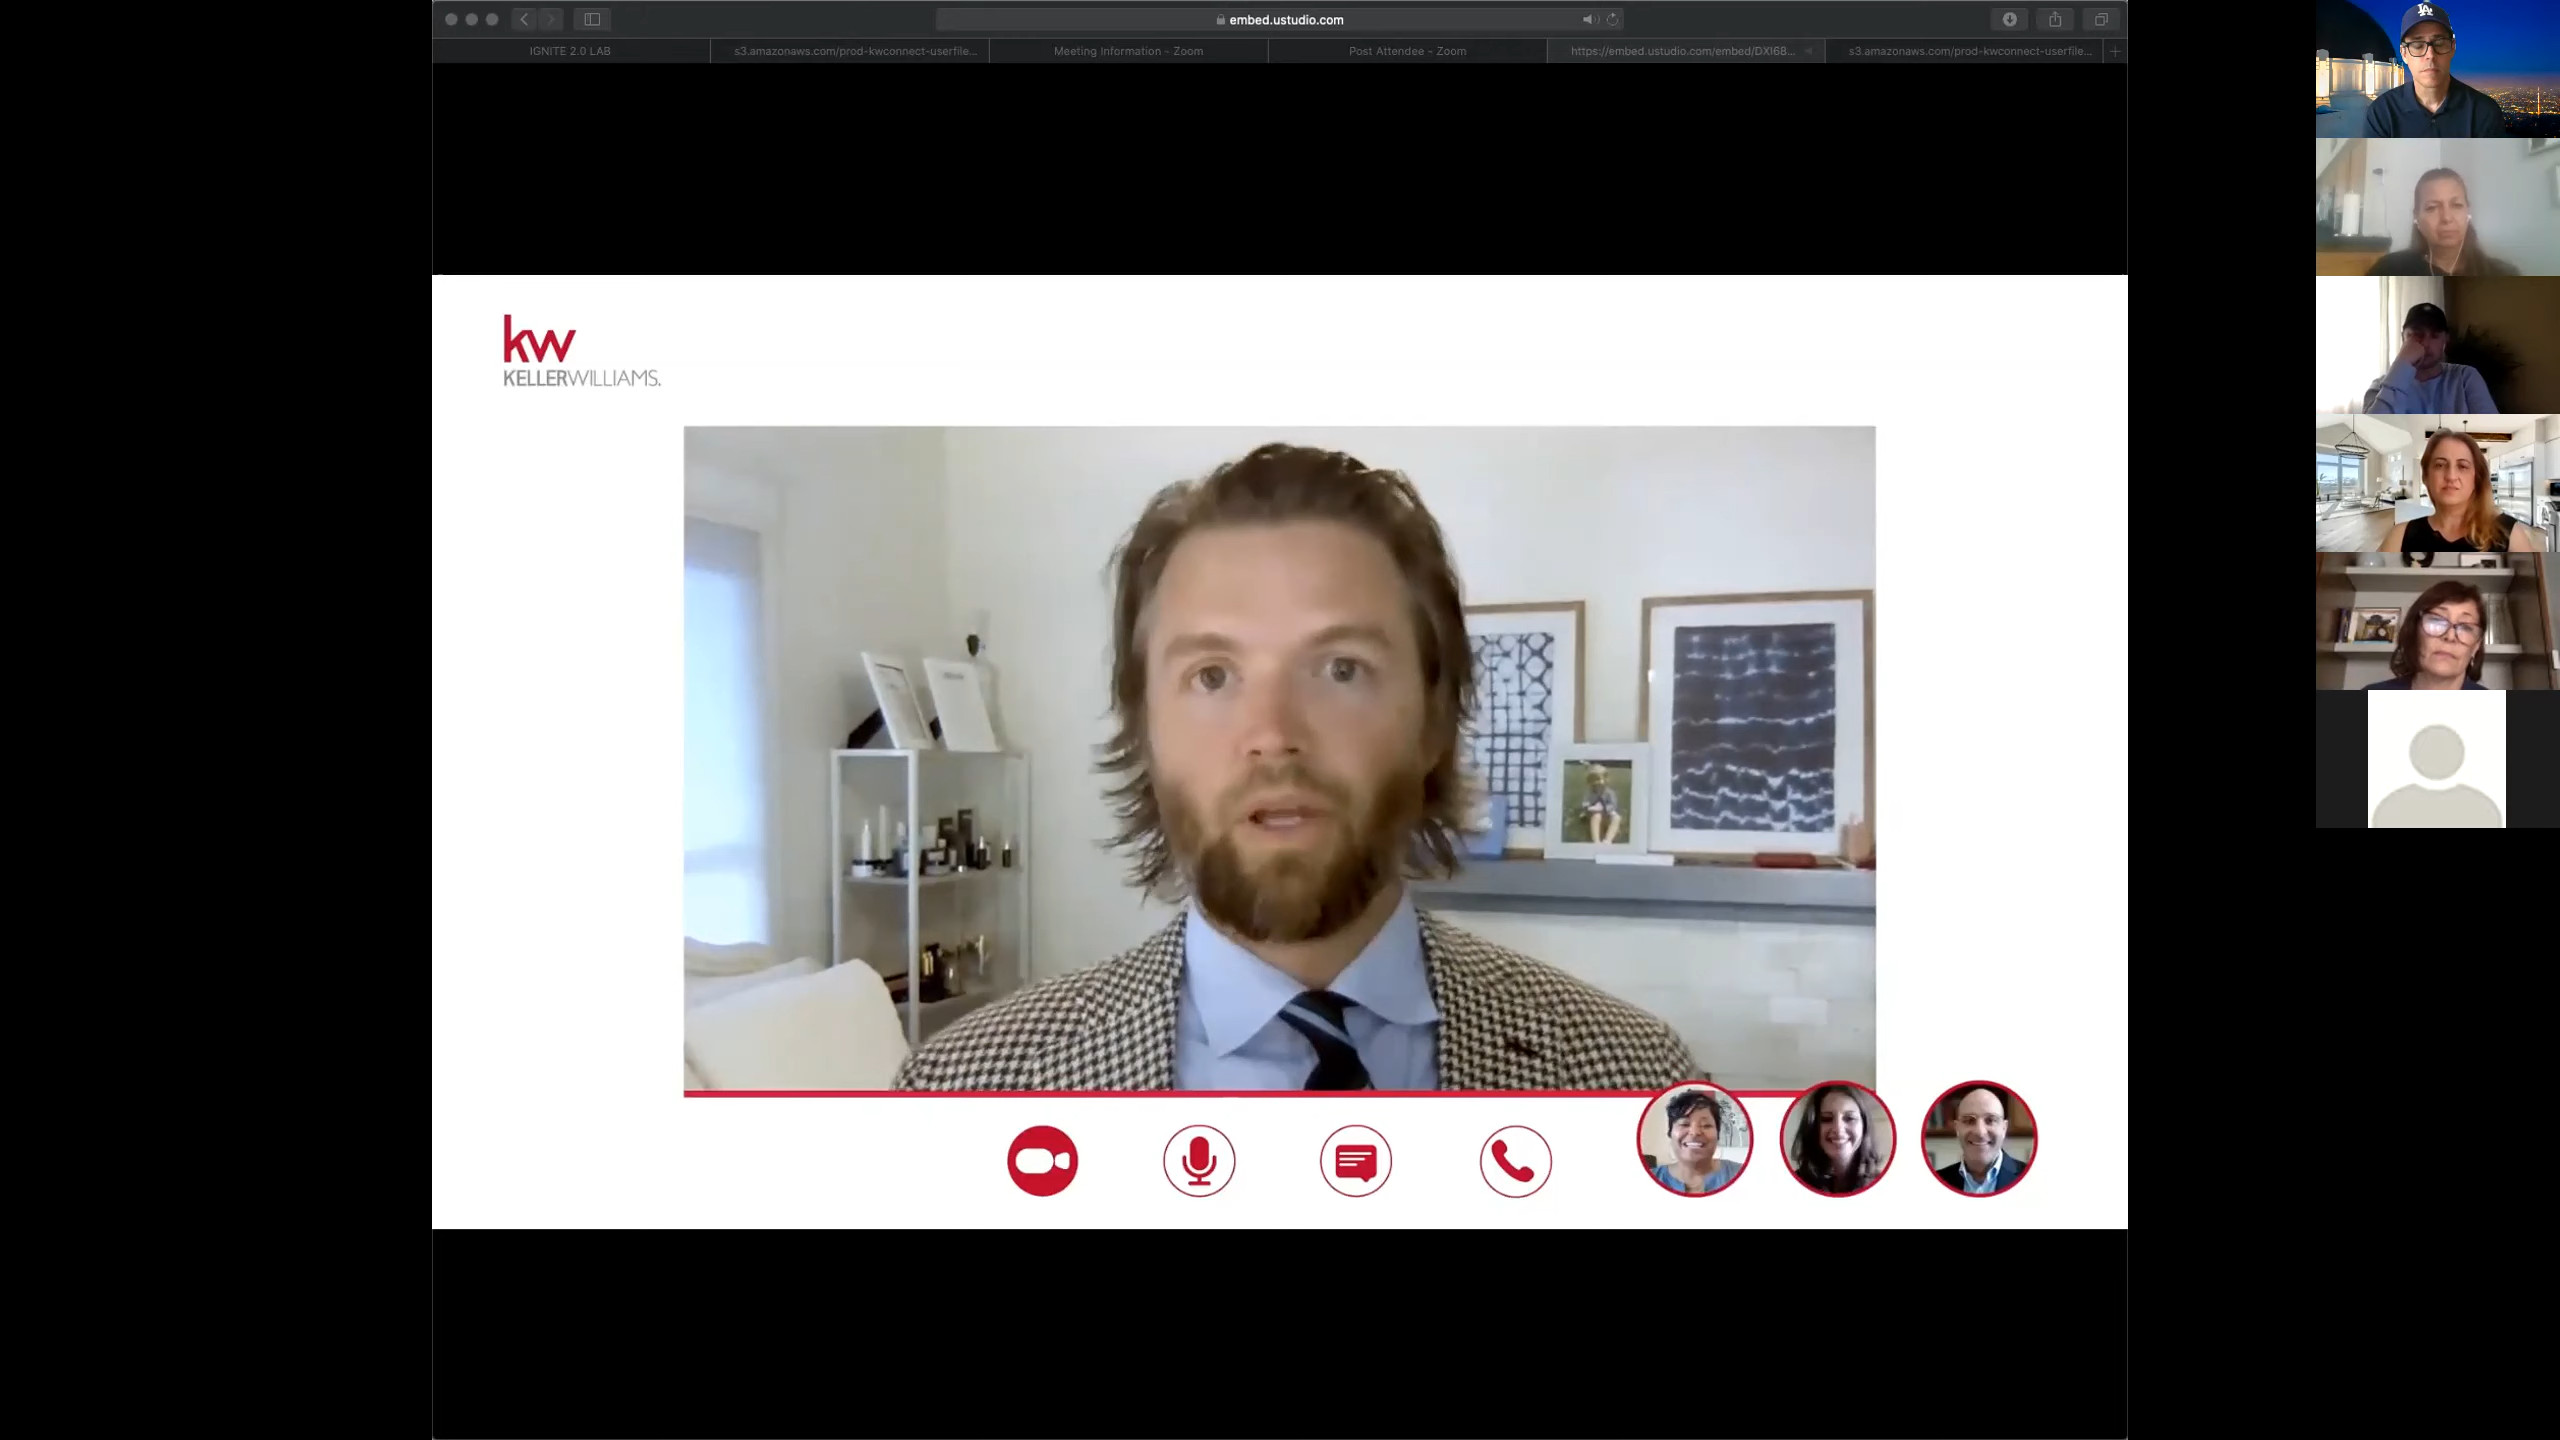 embed.ustudio.com
IGNITE 2.0 LAB
s3.amazonaws.com/prod-kwconnect-userfile...
Meeting Information - Zoom
Post Attendee - Zoom
https://embed.ustudio.com/embed/DXI68...
s3.amazonaws.com/prod-kwconnect-userfile...
LA
kw
KELLERWILLIAMS.